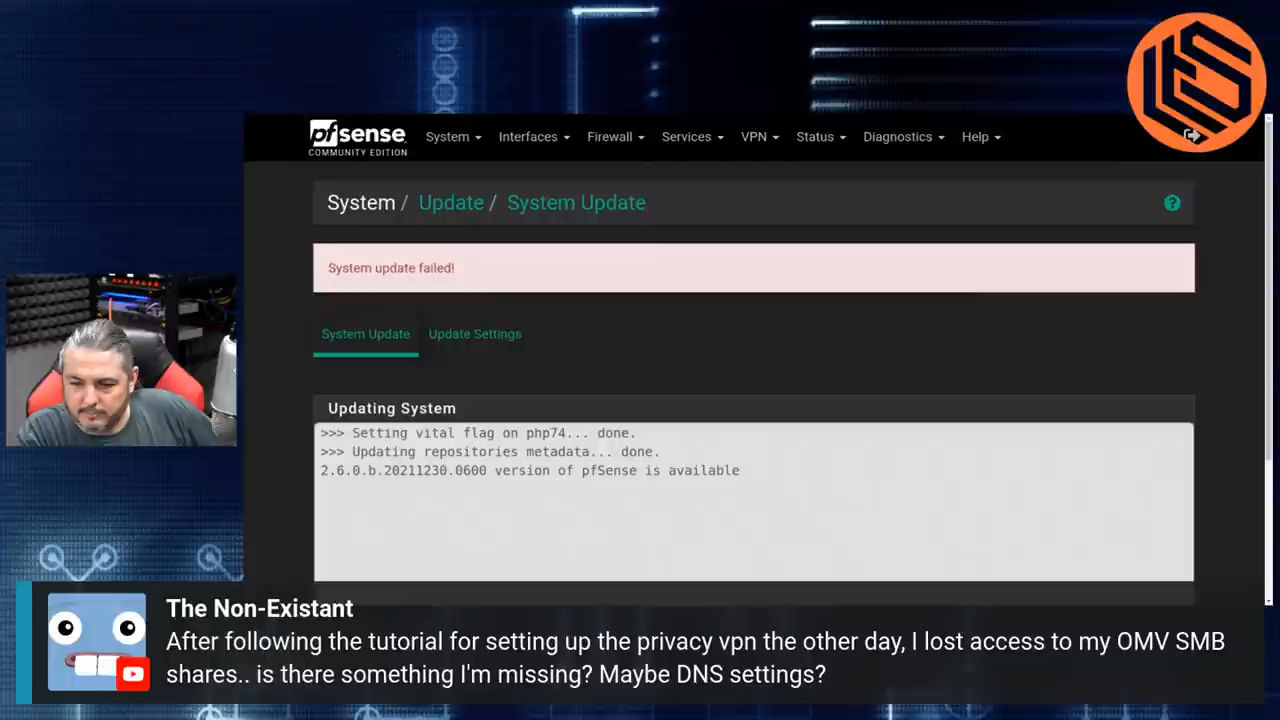 pfsense
COMMUNITY EDITION
System Interfaces Firewall Services VPN Status Diagnostics Help
System / Update / System Update
System update failed!
System Update Update Settings
Updating System
>>> Setting vital flag on php74... done.
>>> Updating repositories metadata... done.
2.6.0.b.20211230.0600 version of pfSense is available
The Non-Existant
After following the tutorial for setting up the privacy vpn the other day, I lost access to my OMV SMB
shares.. is there something I'm missing? Maybe DNS settings?